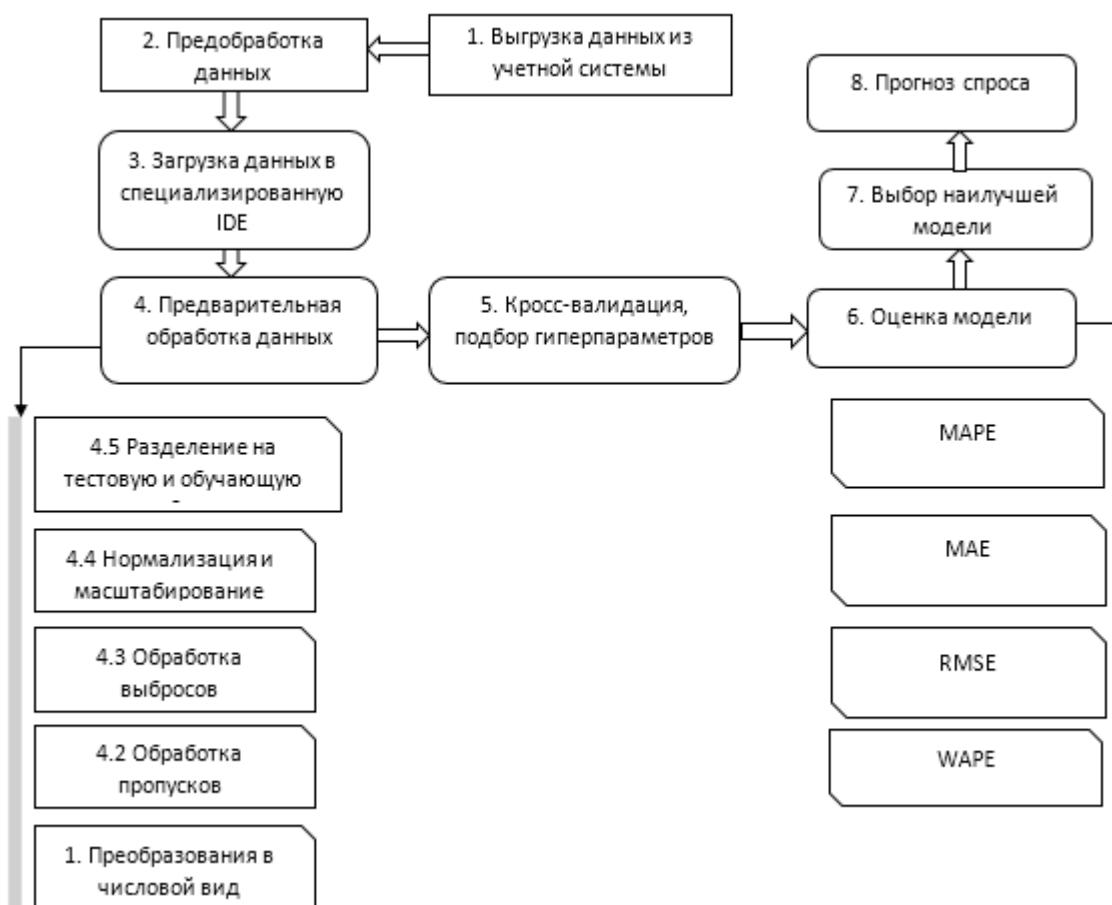 2. Предобработка
данных
1. Выгрузка данных из
учетной системы
8. Прогноз спроса
3. Загрузка данных в
специализированную
IDE
7. Выбор наилучшей
модели
4. Предварительная
обработка данных
5. Кросс-валидация,
подбор гиперпараметров
6. Оценка модели
4.5 Разделение на
тестовую и обучающую
4.4 Нормализация и
масштабирование
4.3 Обработка
выбросов
4.2 Обработка
пропусков
1. Преобразования в
числовой вид
MAPE
MAE
RMSE
WAPE